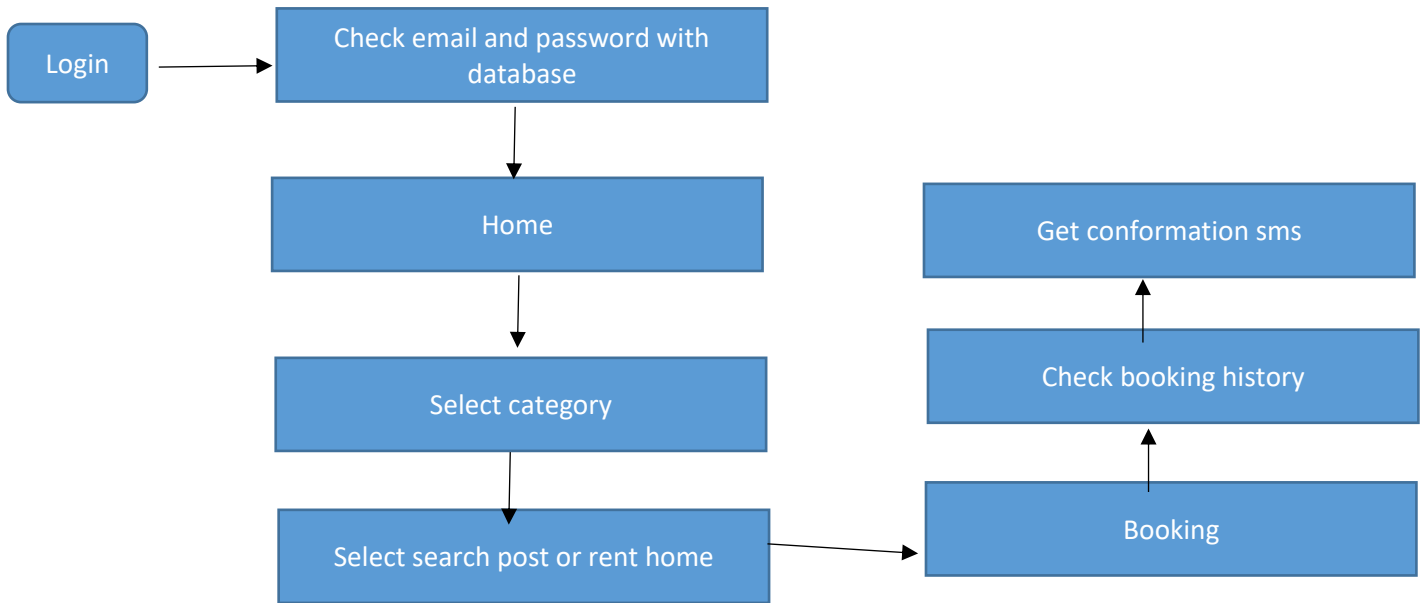 Login
Check email and password with
database
Home
Select category
Select search post or rent home
Booking
Check booking history
Get conformation sms